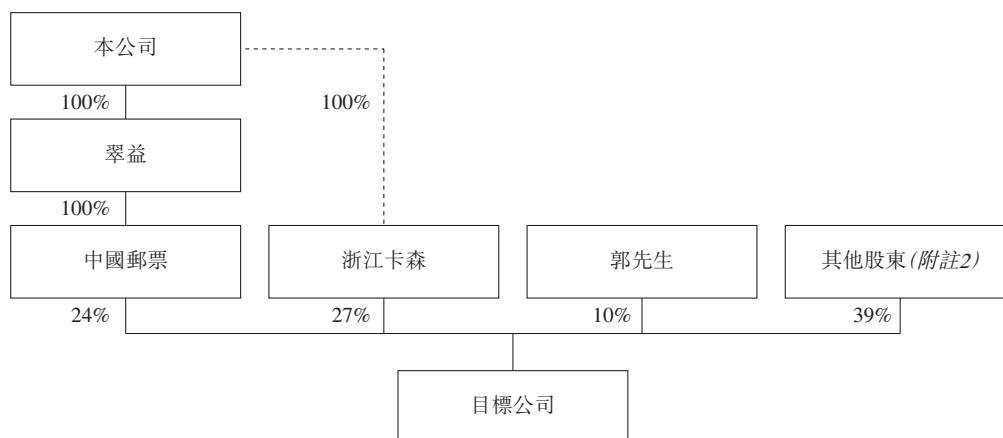 本公司
100%
100%
翠益
100%
中國郵票
浙江卡森
郭先生
其他股東(附註2)
24%
27%
10%
39%
目標公司